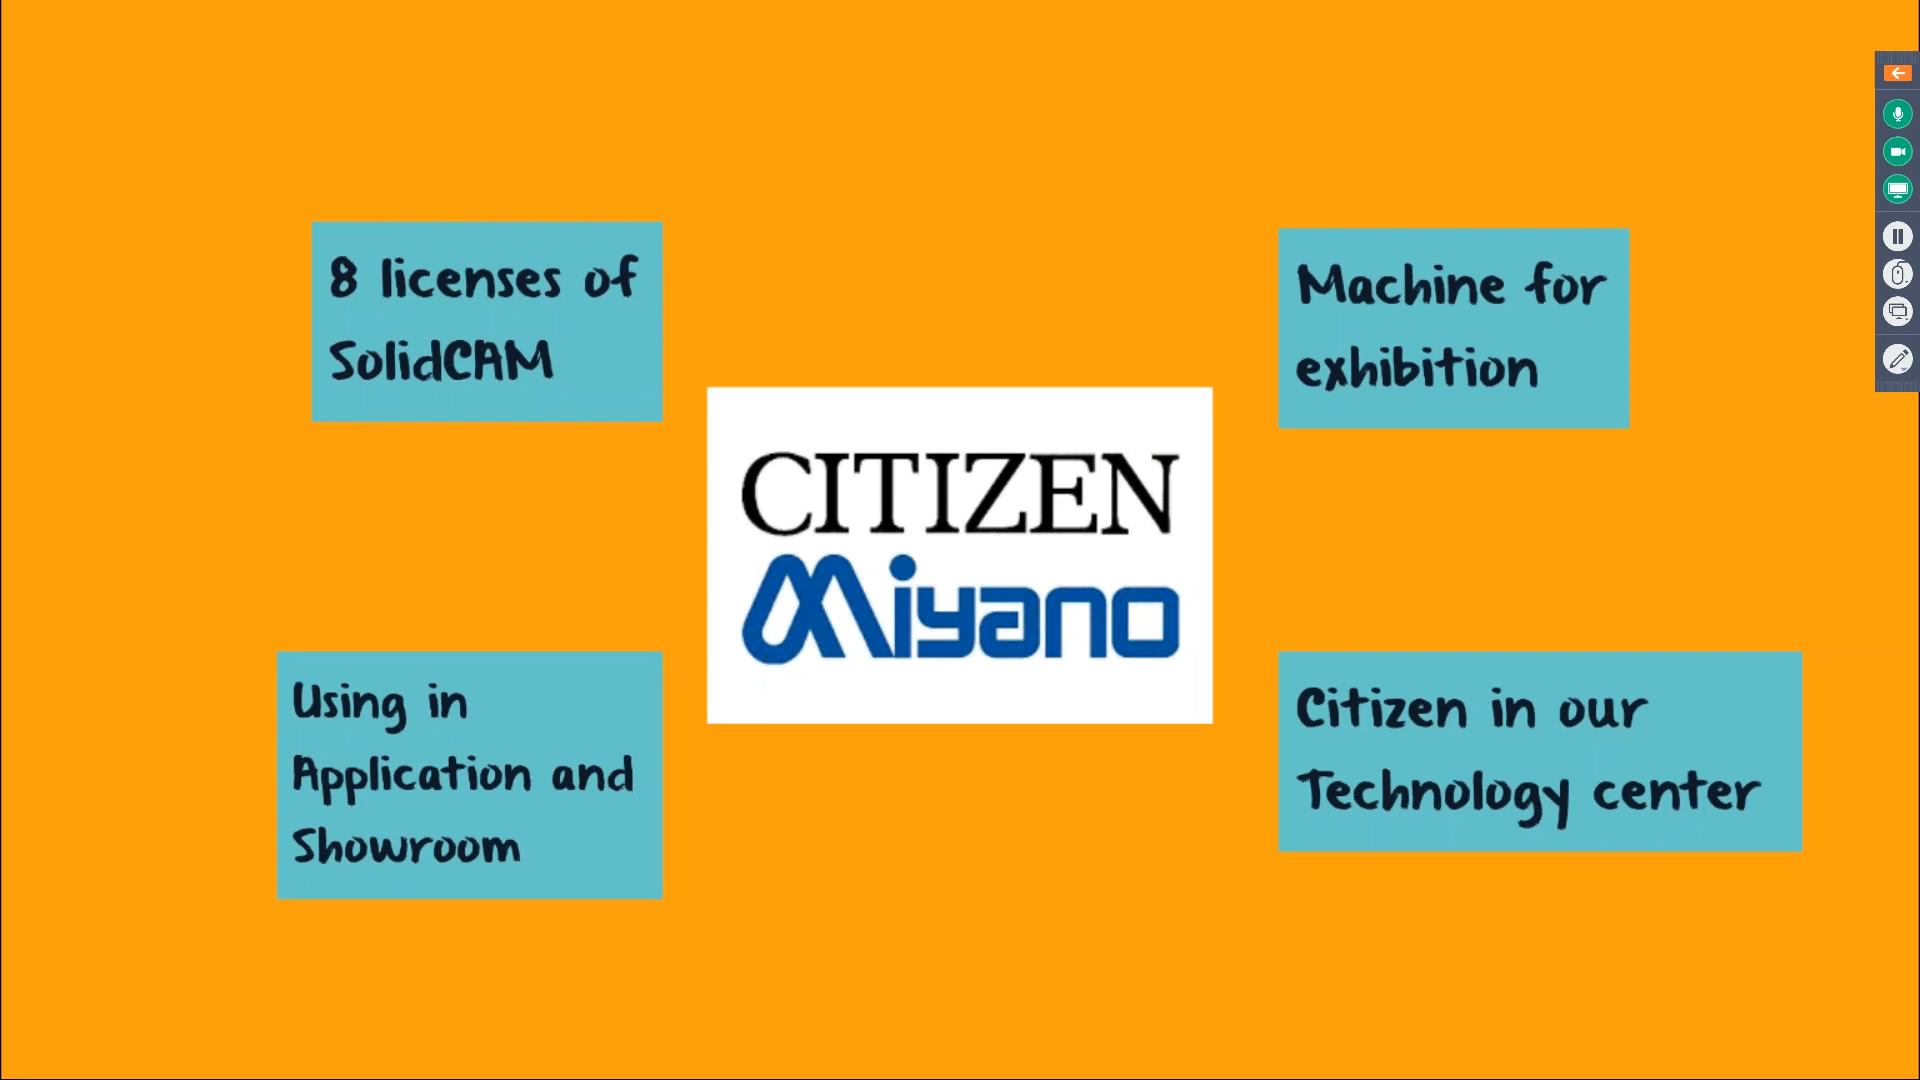 8 licenses of
SolidCAM
Machine for
exhibition
CITIZEN
Miyano
Using in
Application and
Showroom
Citizen in our
Technology center